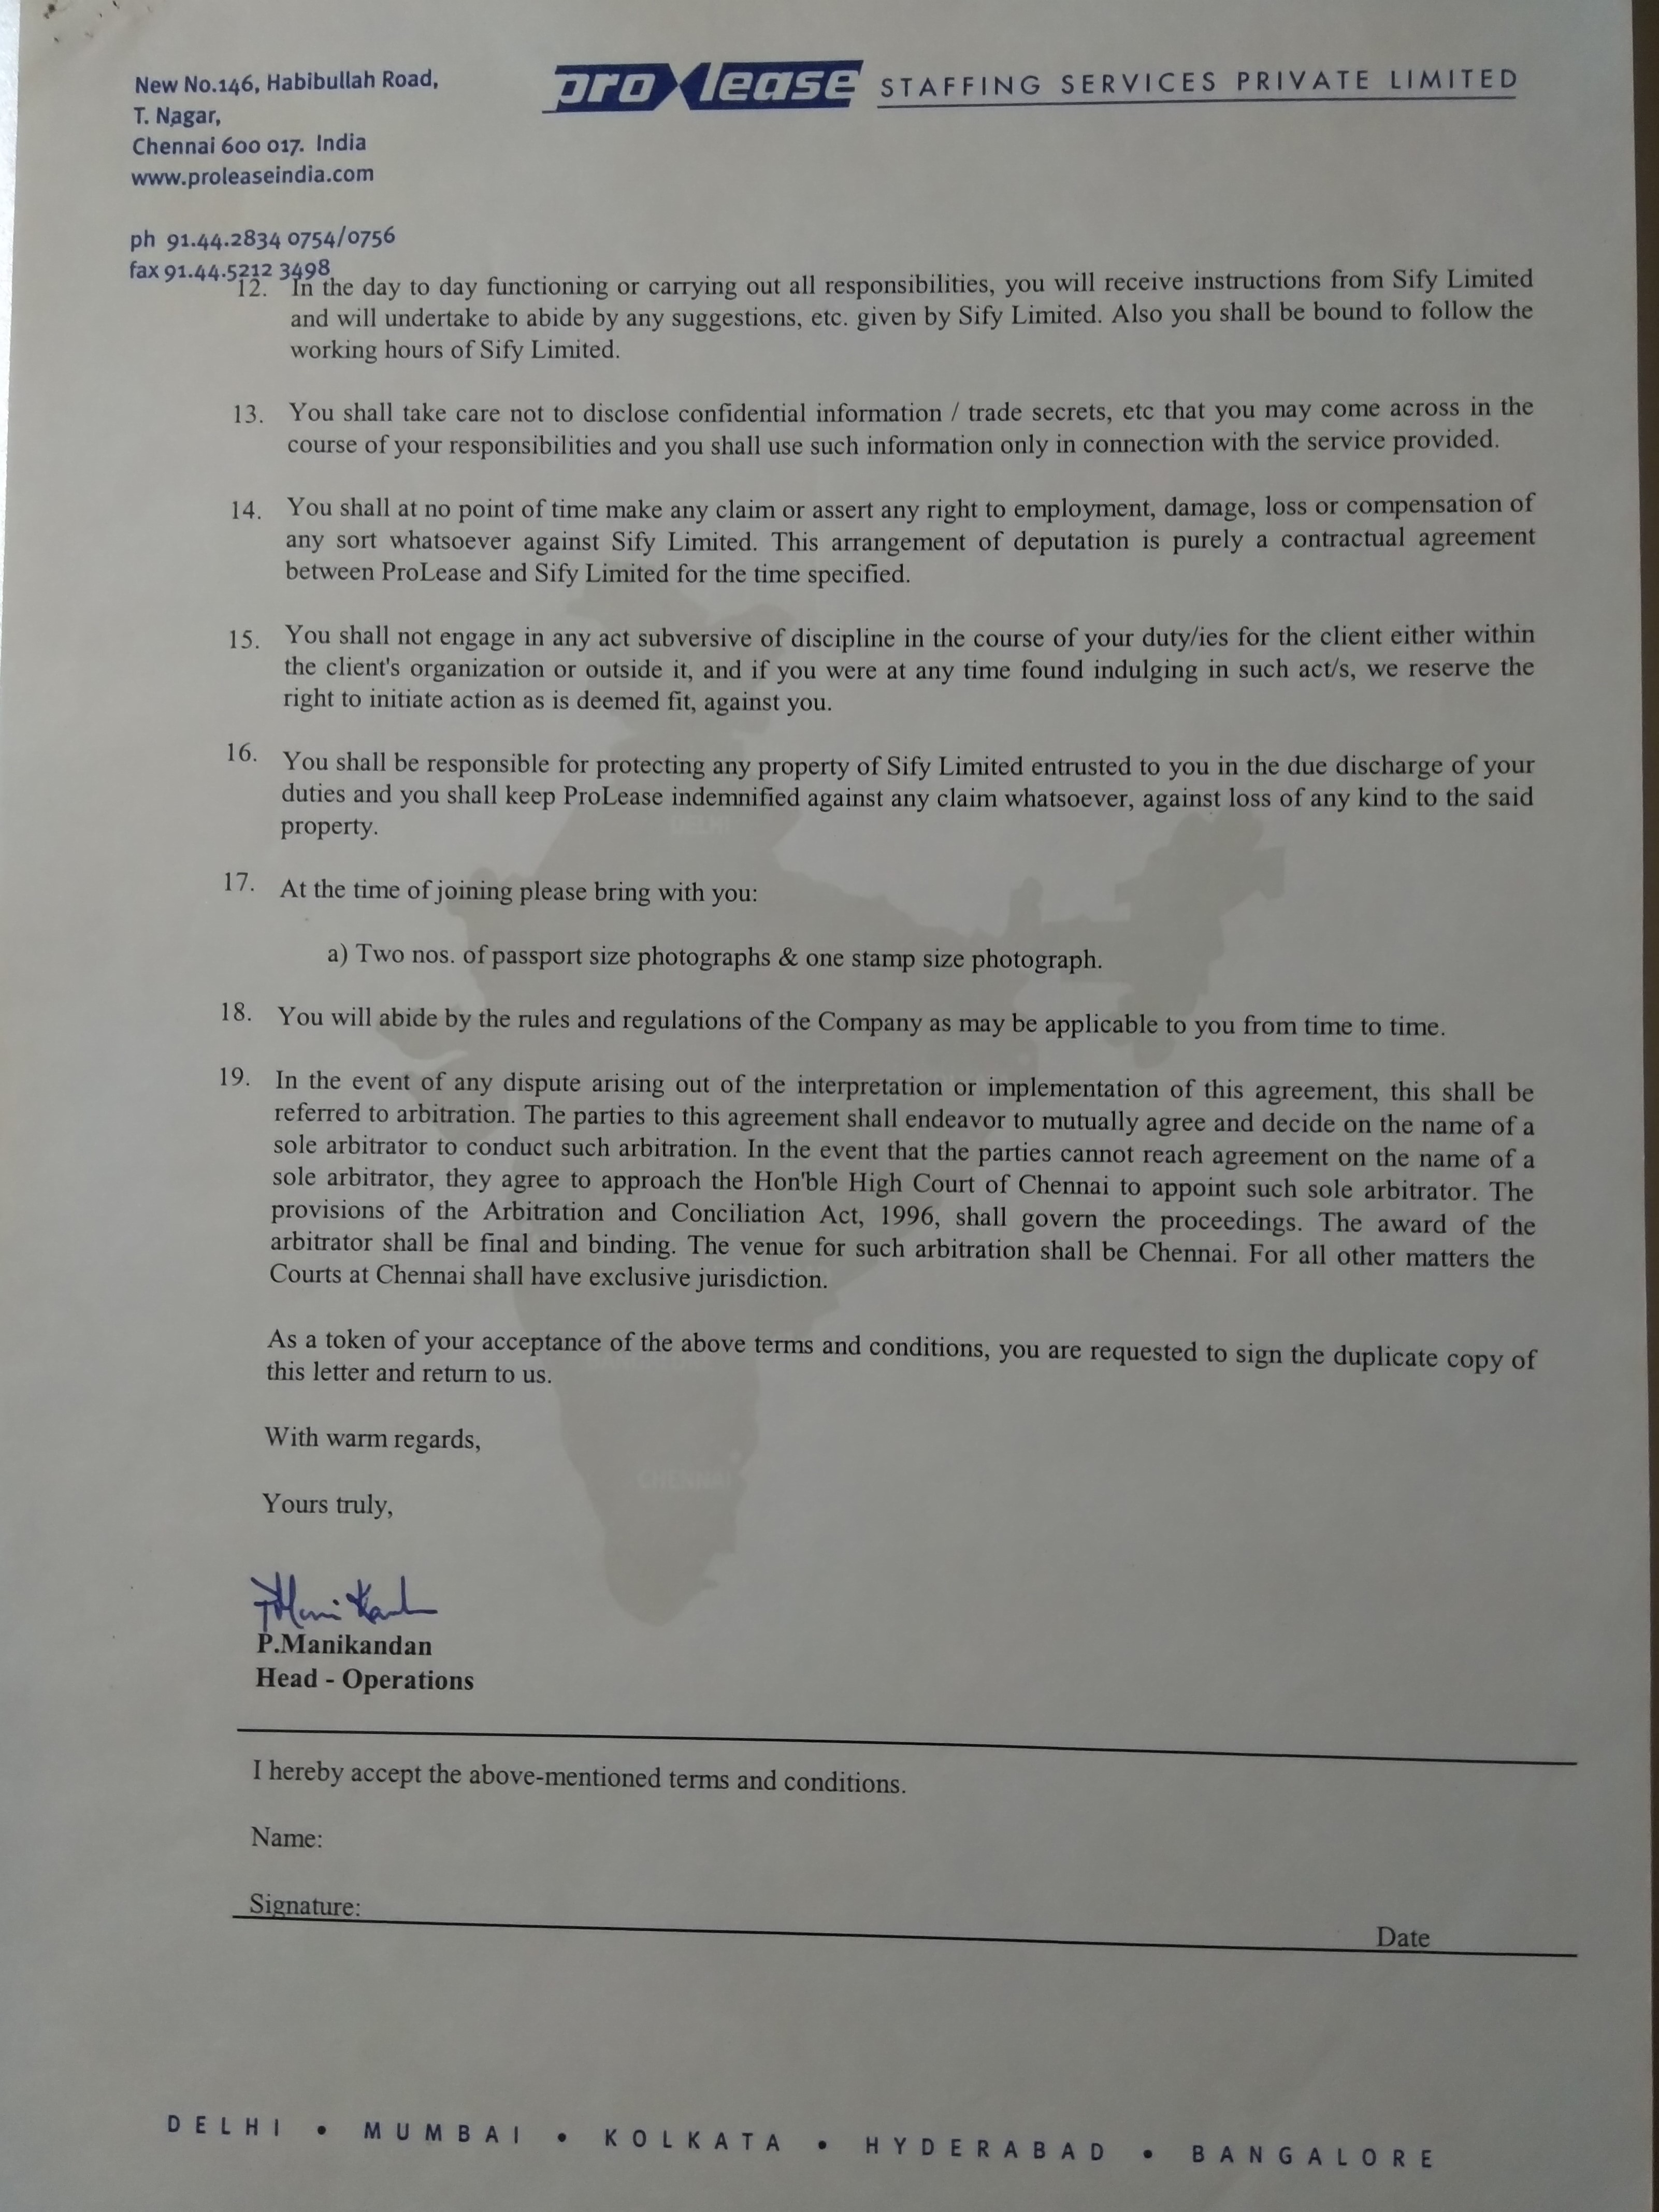 New No.146, Habibullah Road,
T. Nagar,
Chennai 600 017. India
www.proleaseindia.com
ph 91.44.2834 0754/0756
fax 91.44.5212 3498
pro lease STAFFING SERVICES PRIVATE LIMITED
12. In the day to day functioning or carrying out all responsibilities, you will receive instructions from Sify Limited
and will undertake to abide by any suggestions, etc. given by Sify Limited. Also you shall be bound to follow the
working hours of Sify Limited.
13. You shall take care not to disclose confidential information / trade secrets, etc that you may come across in the
course of your responsibilities and you shall use such information only in connection with the service provided.
14. You shall at no point of time make any claim or assert any right to employment, damage, loss or compensation of
any sort whatsoever against Sify Limited. This arrangement of deputation is purely a contractual agreement
between ProLease and Sify Limited for the time specified.
15. You shall not engage in any act subversive of discipline in the course of your duty/ies for the client either within
the client's organization or outside it, and if you were at any time found indulging in such act/s, we reserve the
right to initiate action as is deemed fit, against you.
16. You shall be responsible for protecting any property of Sify Limited entrusted to you in the due discharge of your
duties and you shall keep ProLease indemnified against any claim whatsoever, against loss of any kind to the said
property.
DELHI
17. At the time of joining please bring with you:
a) Two nos. of passport size photographs & one stamp size photograph.
18. You will abide by the rules and regulations of the Company as may be applicable to you from time to time.
19. In the event of any dispute arising out of the interpretation or implementation of this agreement, this shall be
referred to arbitration. The parties to this agreement shall endeavor to mutually agree and decide on the name of a
sole arbitrator to conduct such arbitration. In the event that the parties cannot reach agreement on the name of a
sole arbitrator, they agree to approach the Hon'ble High Court of Chennai to appoint such sole arbitrator. The
provisions of the Arbitration and Conciliation Act, 1996, shall govern the proceedings. The award of the
arbitrator shall be final and binding. The venue for such arbitration shall be Chennai. For all other matters the
Courts at Chennai shall have exclusive jurisdiction.
As a token of your acceptance of the above terms and conditions, you are requested to sign the duplicate copy of
this letter and return to us.
With warm regards,
CHENNAI
Yours truly,
P.Manikandan
Head - Operations
I hereby accept the above-mentioned terms and conditions.
Name:
Signature:
Date
DELHI • MUMBAI • KOLKATA • HYDERABAD • BANGALORE